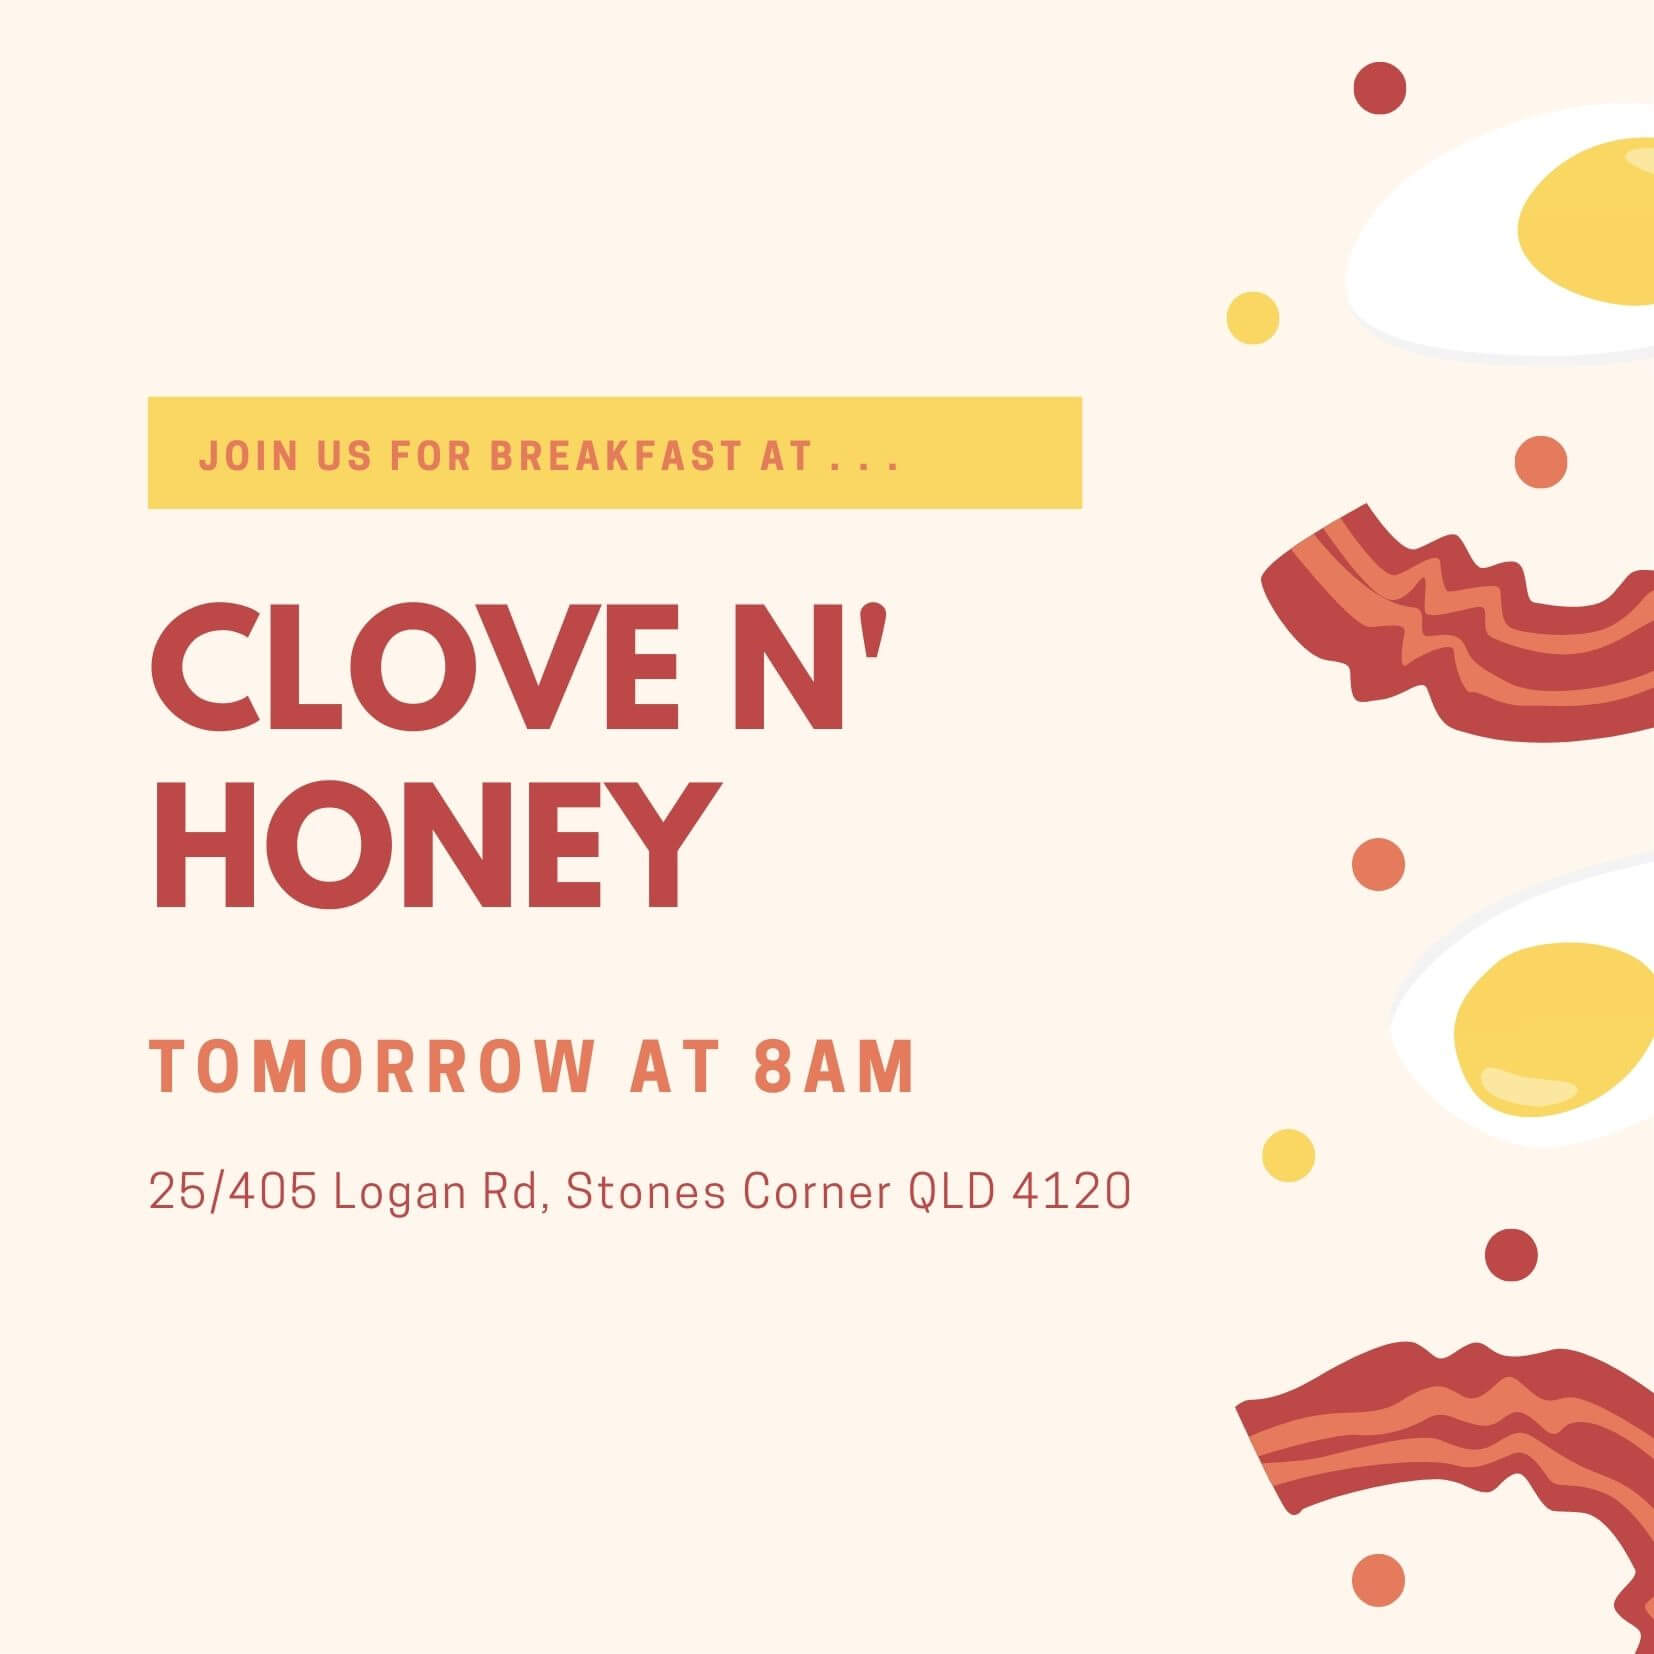 JOIN US FOR BREAKFAST AT . . .
CLOVE N'
HONEY
TOMORROW AT 8AM
25/405 Logan Rd, Stones Corner QLD 4120